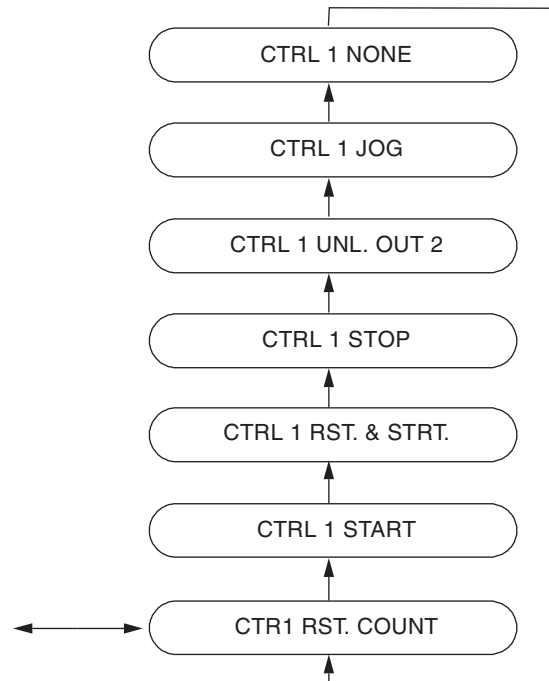 CTRL 1 NONE
CTRL 1 JOG
CTRL 1 UNL. OUT 2
CTRL 1 STOP
CTRL 1 RST. & STRT.
CTRL 1 START
CTR1 RST. COUNT